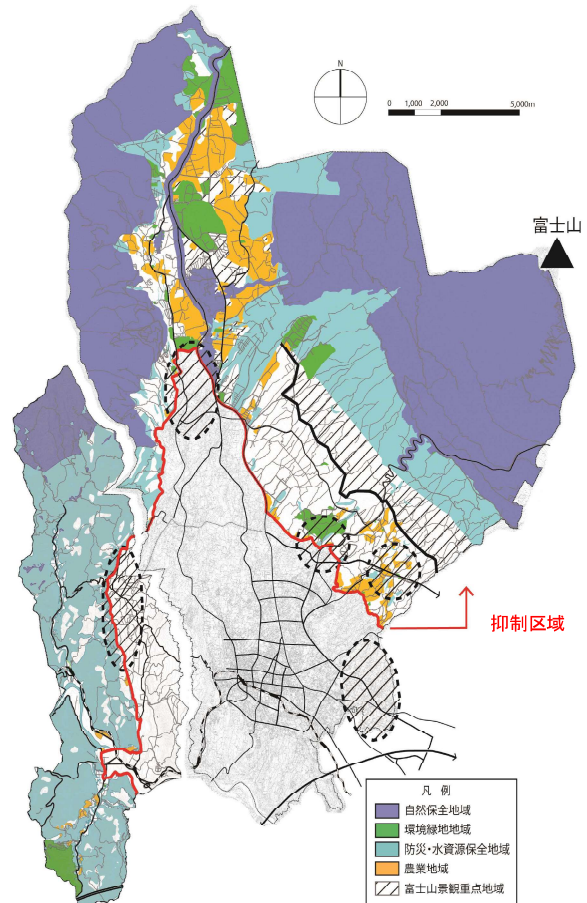 N
0 1,000 2,000 5,000m
富士山
抑制区域
凡 例
自然保全地域
環境緑地地域
防災・水資源保全地域
農業地域
富士山景観重点地域